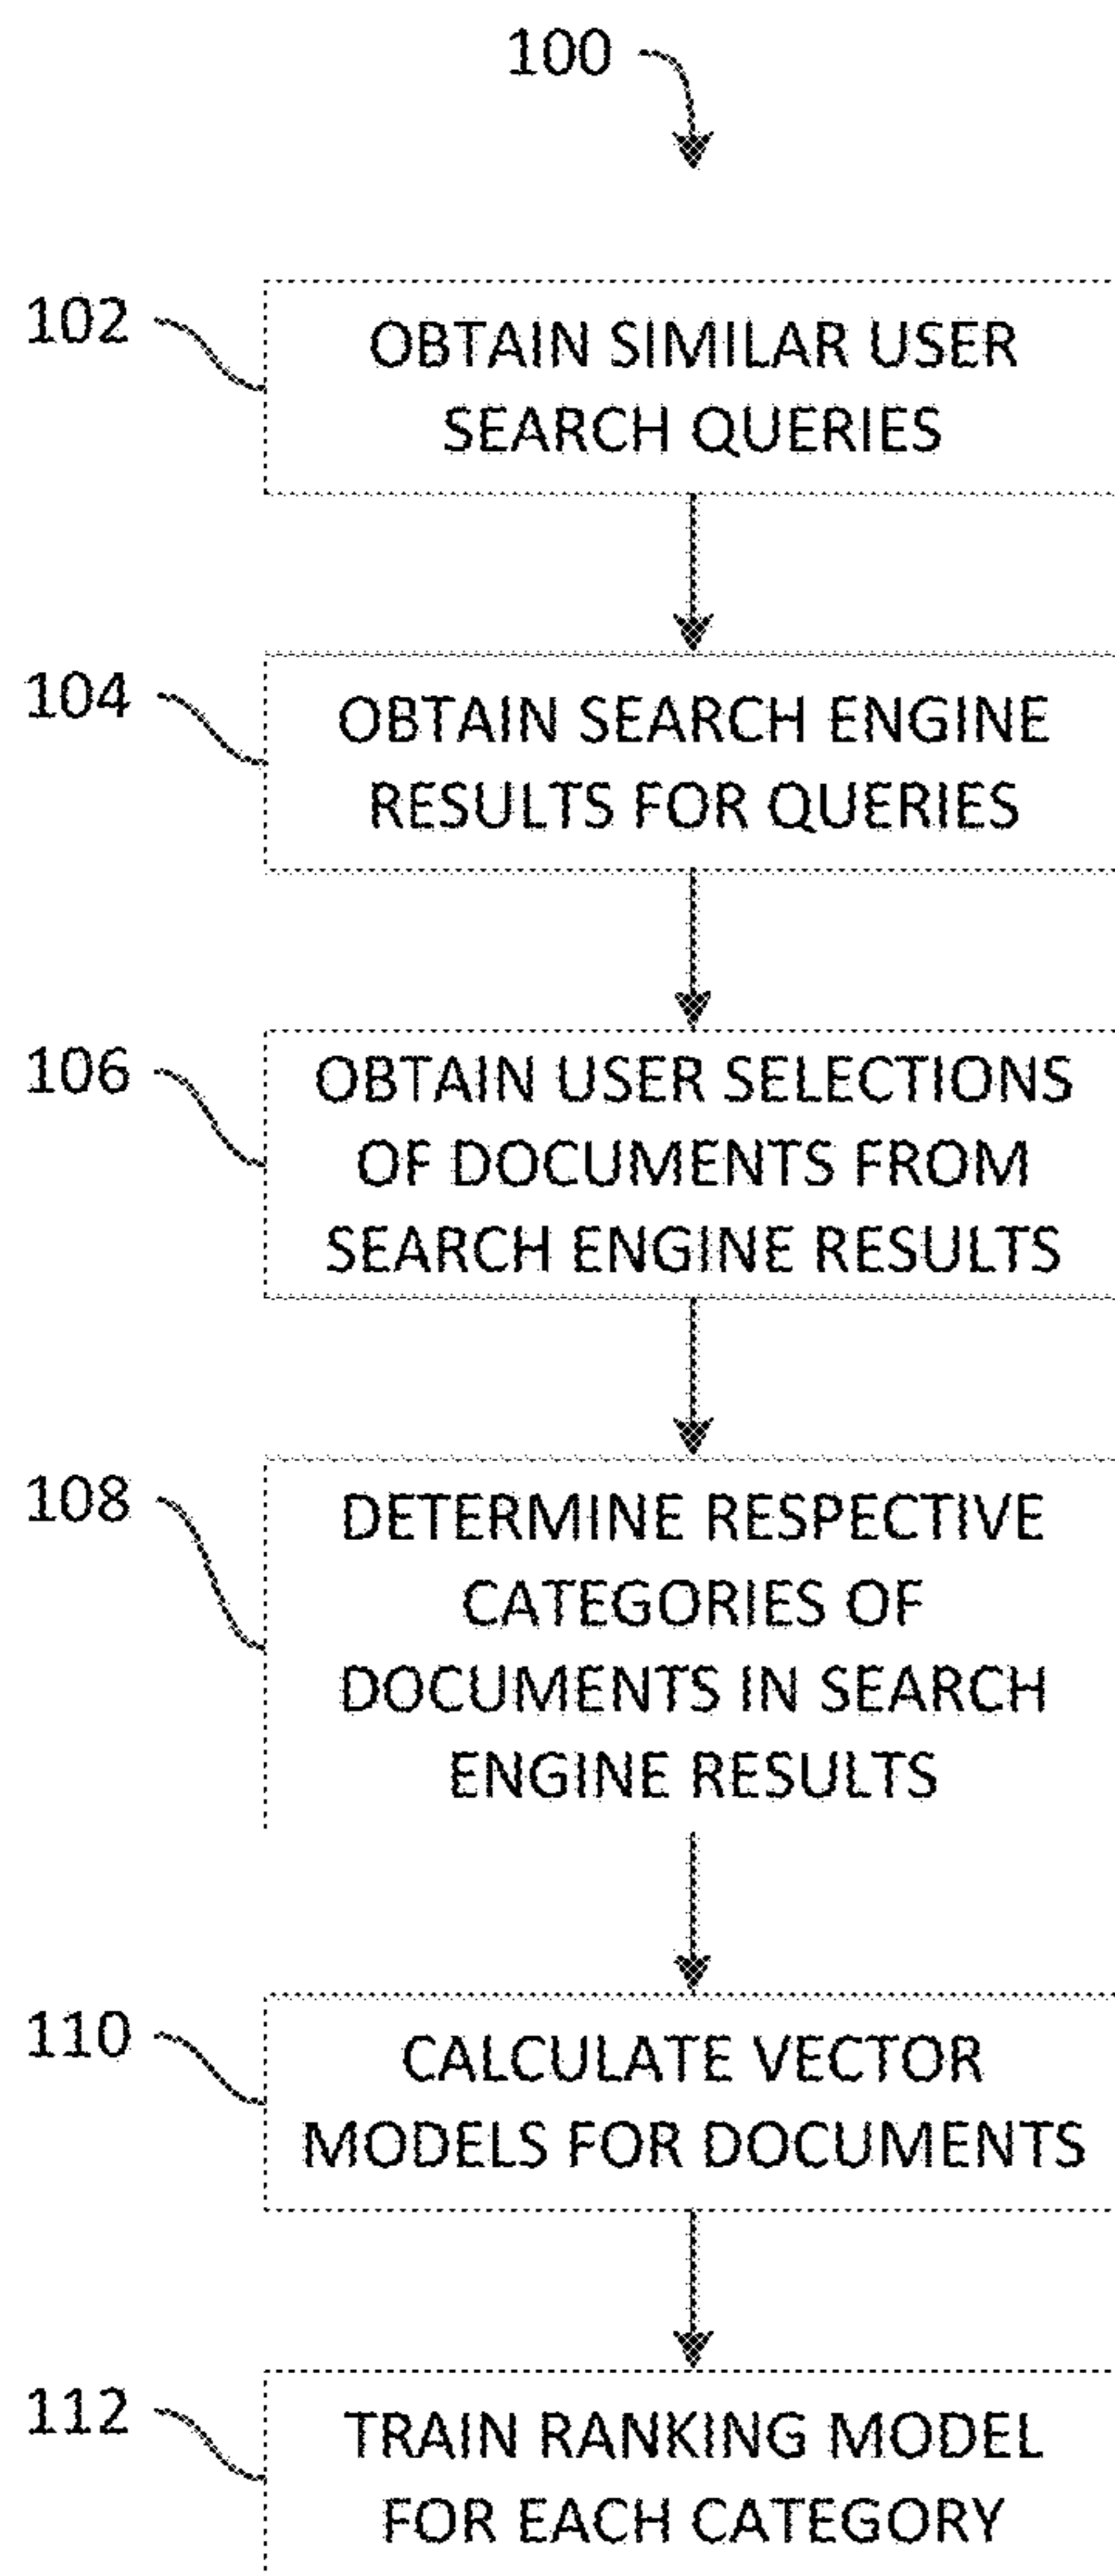 100
102
OBTAIN SIMILAR USER
SEARCH QUERIES
104
OBTAIN SEARCH ENGINE
RESULTS FOR QUERIES
106
OBTAIN USER SELECTIONS
OF DOCUMENTS FROM
SEARCH ENGINE RESULTS
108
DETERMINE RESPECTIVE
CATEGORIES OF
DOCUMENTS IN SEARCH
ENGINE RESULTS
110
CALCULATE VECTOR
MODELS FOR DOCUMENTS
112
TRAIN RANKING MODEL
FOR EACH CATEGORY